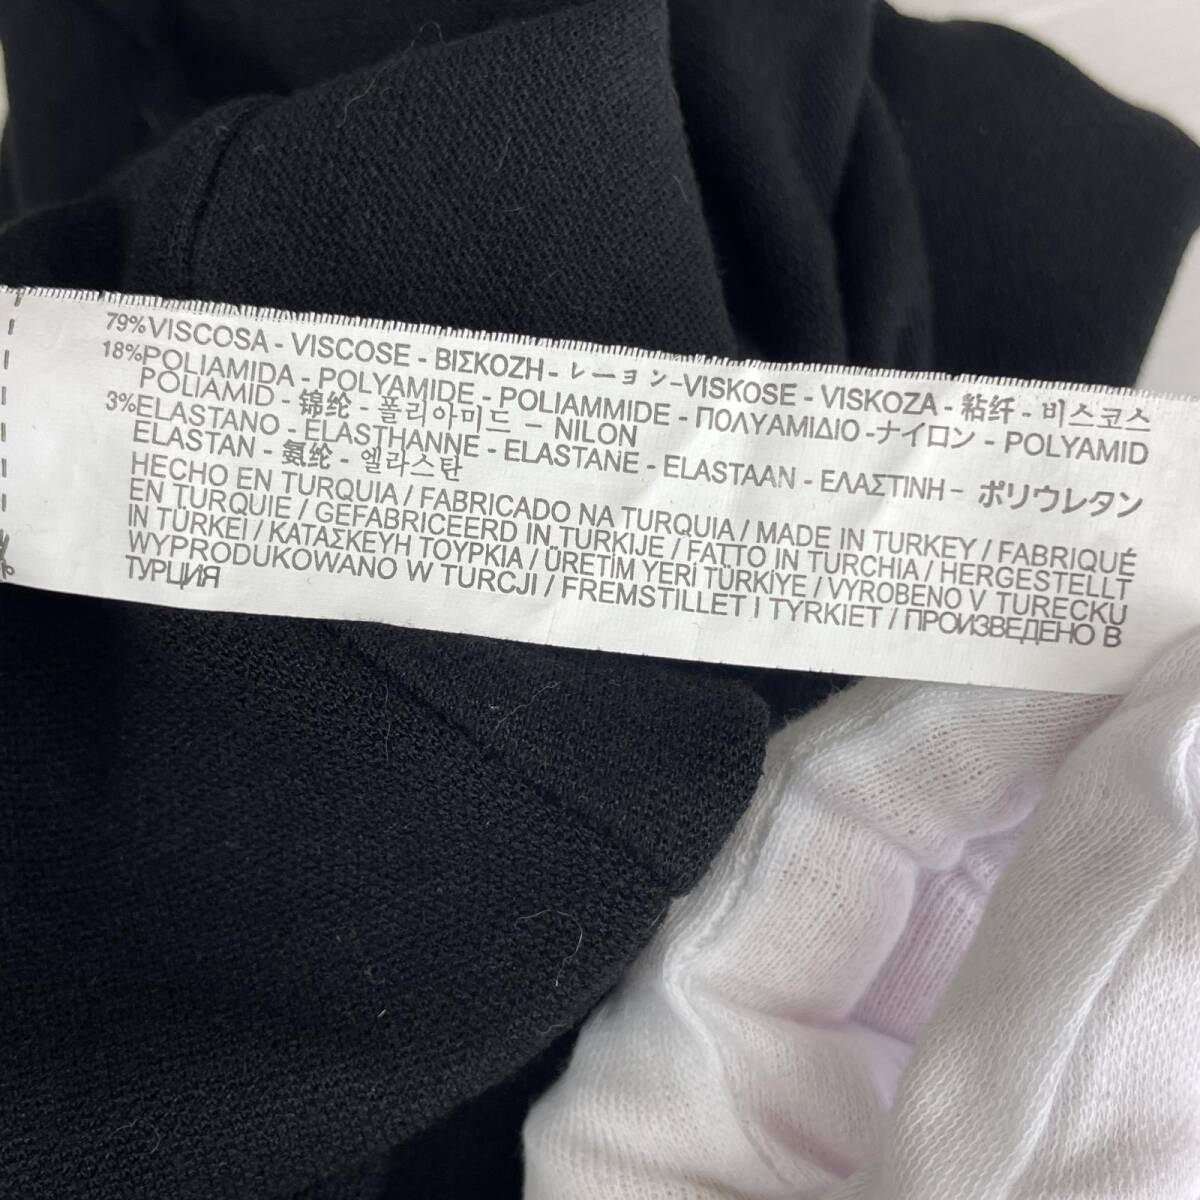 79%VISCOSA - VISCOSE - ΒΙΣΚΟΖΗ - レーヨン -VISKOSE - VISKOZA - 粘纤 - 비스코스
18%POLIAMIDA - POLYAMIDE - POLIAMMIDE - ΠΟΛΥΑΜΙΔΙΟ -ナイロン - POLYAMID
POLIAMID - 锦纶 - 폴리아미드 - NILON
3%ELASTANO - ELASTHANNE - ELASTANE - ELASTAAN - ΕΛΑΣΤΙΝΗ - ポリウレタン
ELASTAN - 氨纶 - 엘라스탄
HECHO EN TURQUIA / FABRICADO NA TURQUIA / MADE IN TURKEY / FABRIQUÉ
EN TURQUIE / GEFABRICEERD IN TURKIJE / FATTO IN TURCHIA / HERGESTELLT
IN TÜRKEI / ΚΑΤΑΣΚΕΥΗ ΤΟΥΡΚΙΑ / ÜRETİM YERİ TÜRKİYE / VYROBENO V TURECKU
WYPRODUKOWANO W TURCJI / FREMSTILLET I TYRKIET / ПРОИЗВЕДЕНО В
ТУРЦИЯ